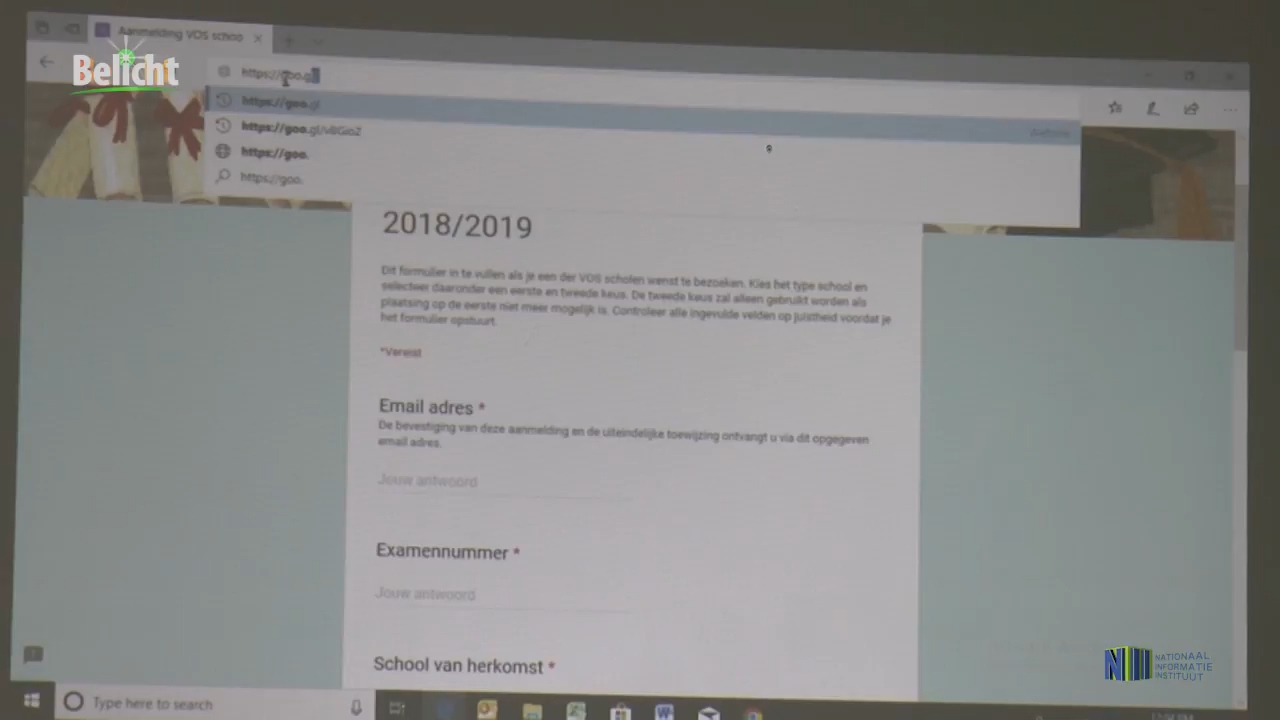 Aanmelding VOS schoo
Belicht
https://goo.gl
https://goo.gl
https://goo.gl/v8Gio2
https://goo.
https://goo.
2018/2019
Dit formulier in te vullen als je een der VOS scholen wenst te bezoeken. Kies het type school en
selecteer daaronder een eerste en tweede keus. De tweede keus zal alleen gebruikt worden als
plaatsing op de eerste niet meer mogelijk is. Controleer alle ingevulde velden op juistheid voordat je
het formulier opstuurt.
*Vereist
Email adres *
De bevestiging van deze aanmelding en de uiteindelijke toewijzing ontvangt u via dit opgegeven
email adres.
Jouw antwoord
Examennummer *
Jouw antwoord
School van herkomst *
NATIONAAL
INFORMATIE
INSTITUUT
Type here to search